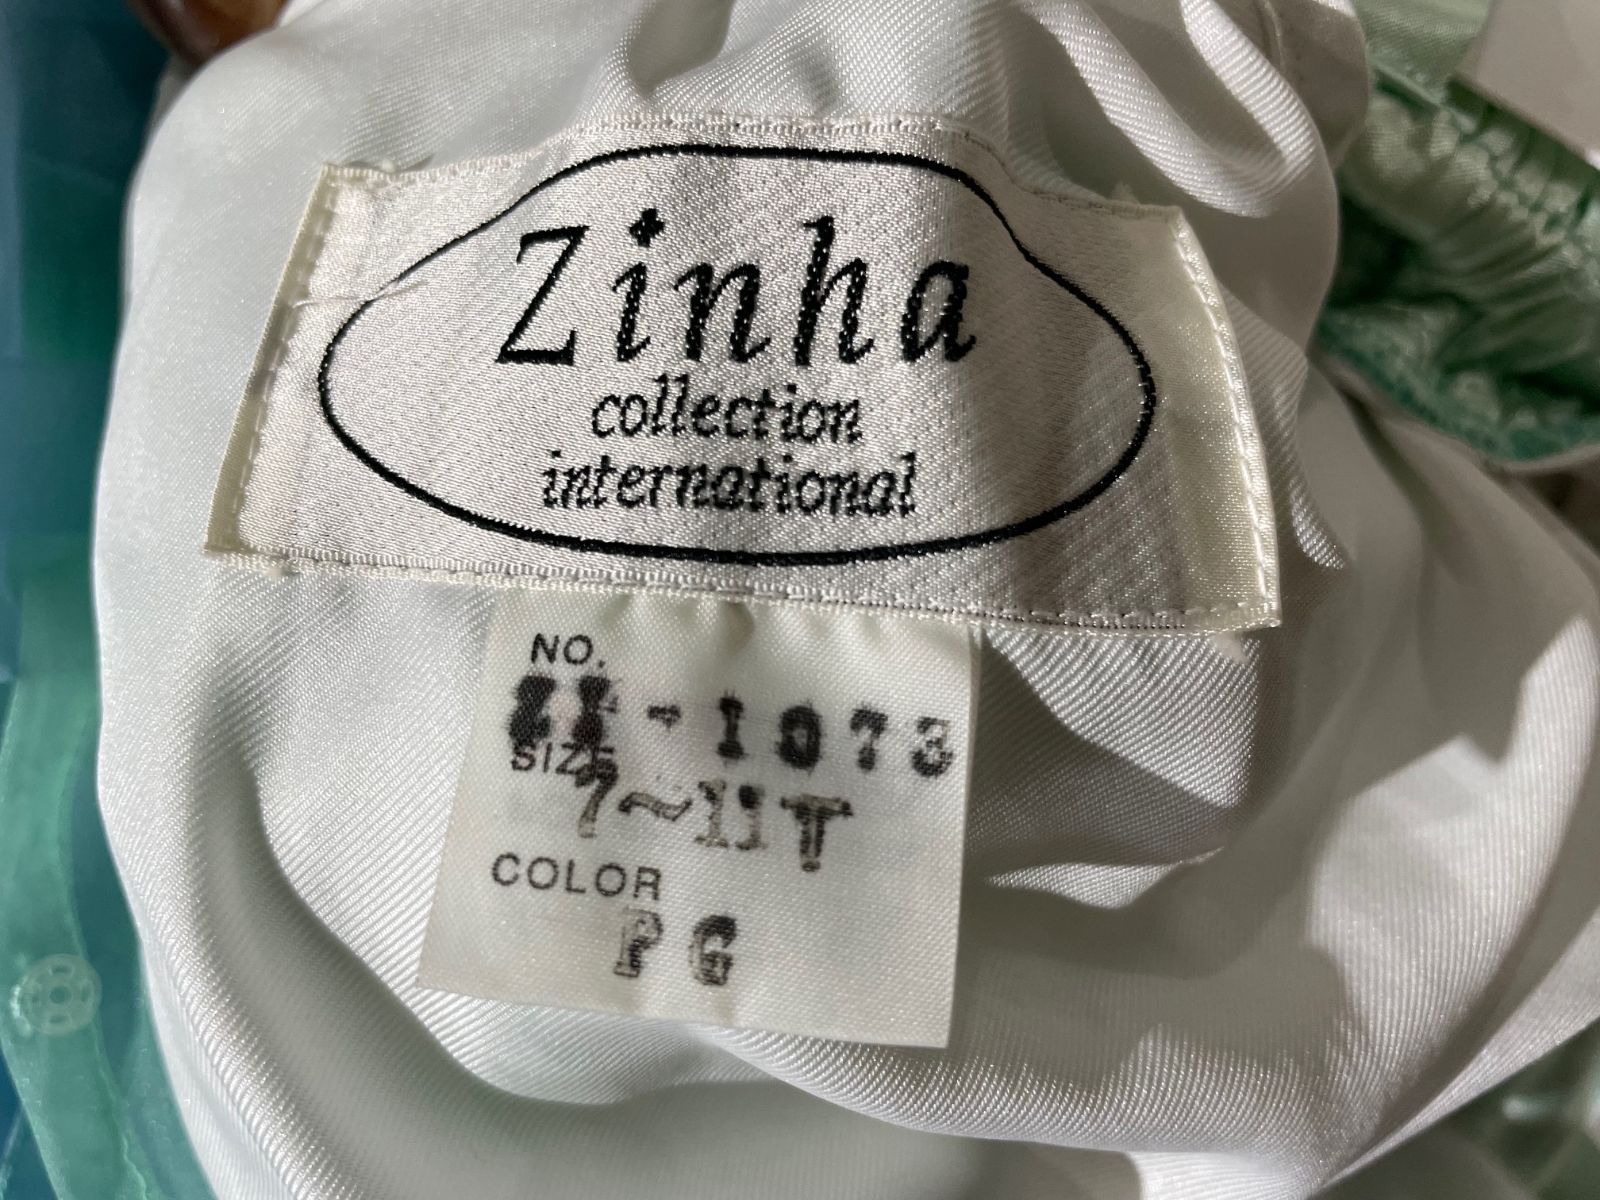 Zinha
collection
international
NO.
-1073
SIZE
7~11T
COLOR
PG